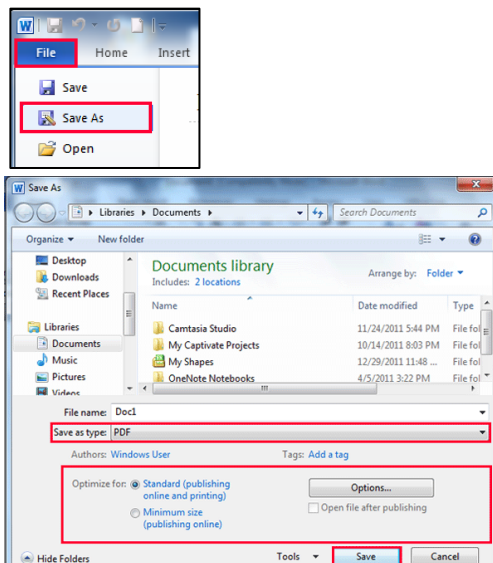 W
File Home Insert
Save
Save As
Open
W Save As
Libraries Documents
Search Documents
Organize New folder
Desktop
Downloads
Recent Places
Libraries
Documents
Music
Pictures
Videos
Documents library
Includes: 2 locations
Arrange by: Folder
Name Date modified Type
Camtasia Studio 11/24/2011 5:44 PM File fol
My Captivate Projects 10/14/2011 8:03 PM File fol
My Shapes 12/29/2011 11:48 ... File fol
OneNote Notebooks 4/5/2011 3:22 PM File fol
File name: Doc1
Save as type: PDF
Authors: Windows User Tags: Add a tag
Optimize for: Standard (publishing
online and printing)
Minimum size
(publishing online)
Options...
Open file after publishing
Hide Folders Tools Save Cancel